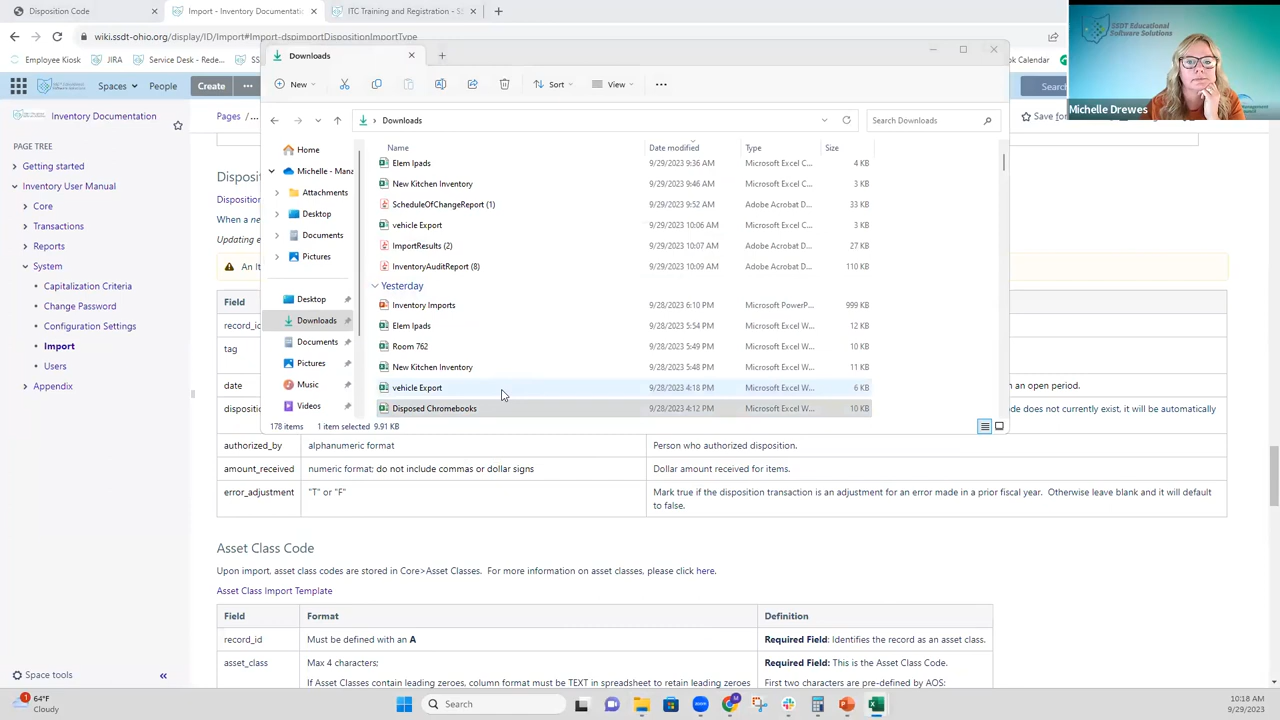 Disposition Code
Import - Inventory Documentati
ITC Training and Registration - SS
wiki.ssdt-ohio.org/display/ID/Import#Import-dspimportDispositionImportType
Employee Kiosk
JIRA
Service Desk - Rede...
Calendar
Spaces
People
Create
Inventory Documentation
Pages /...
Save for
PAGE TREE
Getting started
Inventory User Manual
Core
Transactions
Reports
System
Capitalization Criteria
Change Password
Configuration Settings
Import
Users
Appendix
Space tools
Downloads
New
Sort
View
Downloads
Search Downloads
Home
Michelle - Mana
Attachments
Desktop
Documents
Pictures
Desktop
Downloads
Documents
Pictures
Music
Videos
Name Date modified Type Size
Elem Ipads 9/29/2023 9:36 AM Microsoft Excel C... 4 KB
New Kitchen Inventory 9/29/2023 9:46 AM Microsoft Excel C... 3 KB
ScheduleOfChangeReport (1) 9/29/2023 9:52 AM Adobe Acrobat D... 33 KB
vehicle Export 9/29/2023 10:06 AM Microsoft Excel C... 3 KB
ImportResults (2) 9/29/2023 10:07 AM Adobe Acrobat D... 27 KB
InventoryAuditReport (8) 9/29/2023 10:09 AM Adobe Acrobat D... 110 KB
Yesterday
Inventory Imports 9/28/2023 6:10 PM Microsoft PowerP... 999 KB
Elem Ipads 9/28/2023 5:54 PM Microsoft Excel W... 12 KB
Room 762 9/28/2023 5:49 PM Microsoft Excel W... 10 KB
New Kitchen Inventory 9/28/2023 5:48 PM Microsoft Excel W... 11 KB
vehicle Export 9/28/2023 4:18 PM Microsoft Excel W... 6 KB
Disposed Chromebooks 9/28/2023 4:12 PM Microsoft Excel W... 10 KB
178 items 1 item selected 9.91 KB
SSDT Educational
Software Solutions
Michelle Drewes
Disposit
Disposition
When a ne
Updating e
An It
Field
record_ic
tag
date n an open period.
dispositi ode does not currently exist, it will be automatically
authorized_by alphanumeric format Person who authorized disposition.
amount_received numeric format; do not include commas or dollar signs Dollar amount received for items.
error_adjustment "T" or "F" Mark true if the disposition transaction is an adjustment for an error made in a prior fiscal year. Otherwise leave blank and it will default
to false.
Asset Class Code
Upon import, asset class codes are stored in Core>Asset Classes. For more information on asset classes, please click here.
Asset Class Import Template
Field Format Definition
record_id Must be defined with an A Required Field: Identifies the record as an asset class.
asset_class Max 4 characters; Required Field: This is the Asset Class Code.
If Asset Classes contain leading zeroes, column format must be TEXT in spreadsheet to retain leading zeroes First two characters are pre-defined by AOS:
64°F
Cloudy
Search
10:18 AM
9/29/2023